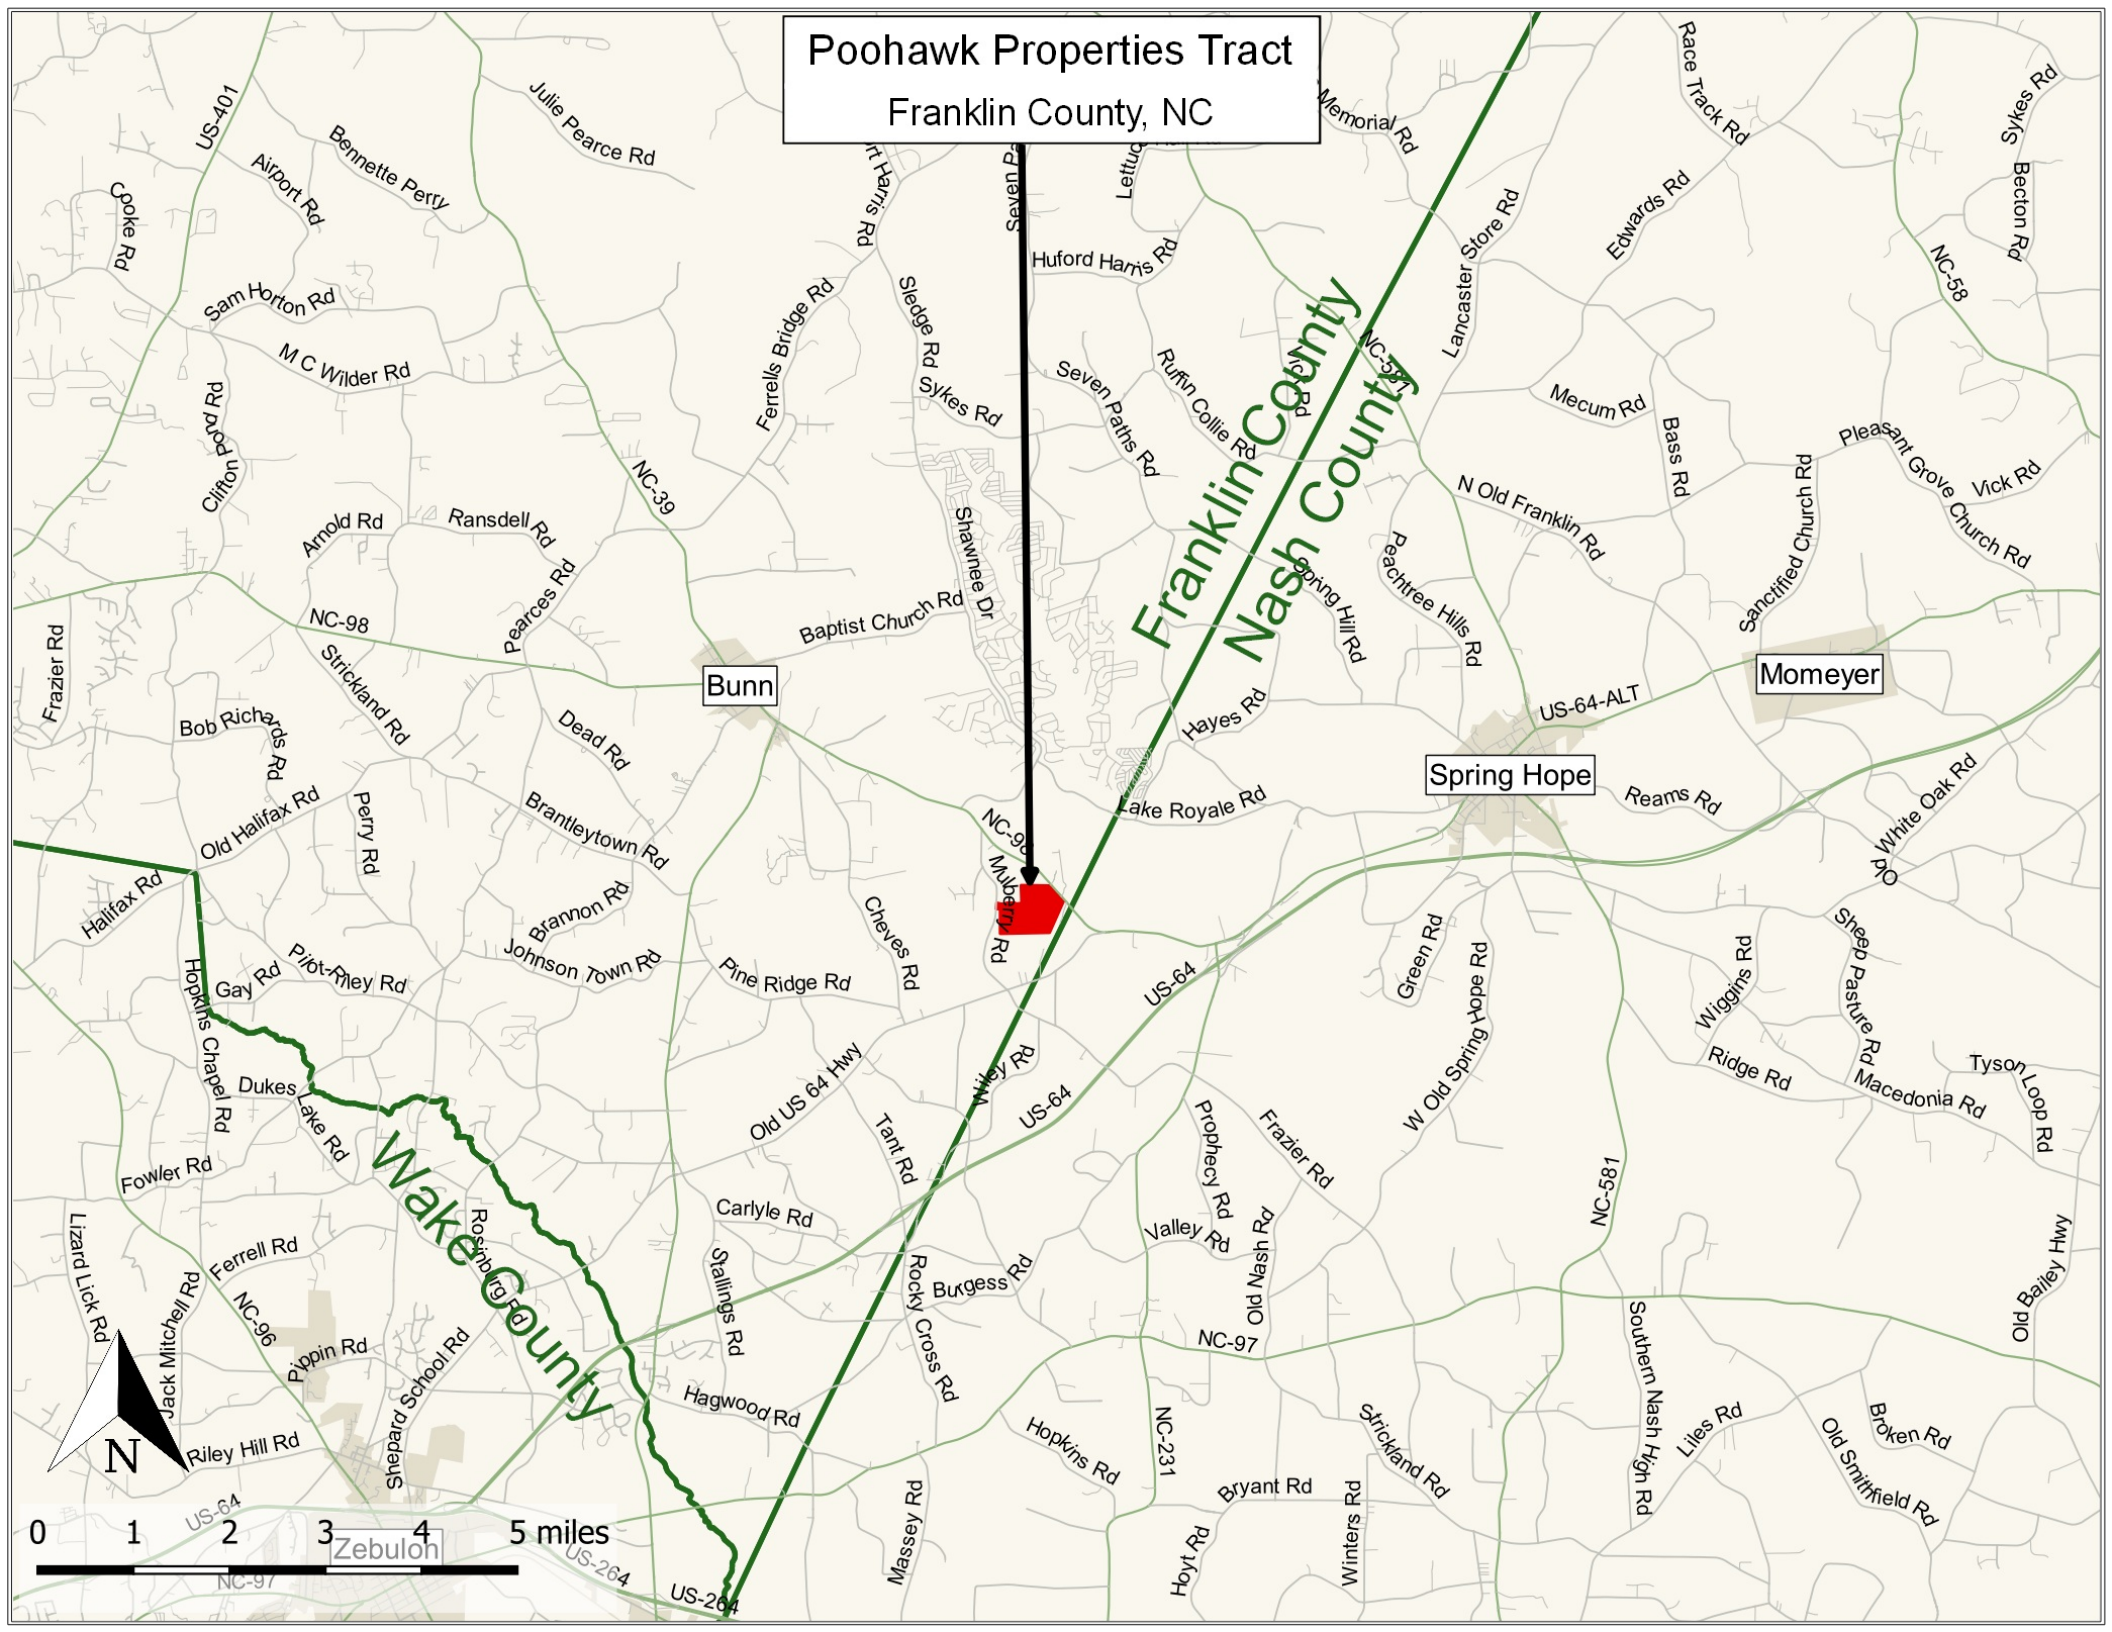 Poohawk Properties Tract
Franklin County, NC
US-401
Julie Pearce Rd
Bennette Perry
Airport Rd
Cooke Rd
Memorial Rd
Race Track Rd
Sykes Rd
Becton Rd
Edwards Rd
Store Rd
Lancaster
NC-58
Harris Rd
Seven
Huford Harris Rd
Sam Horton Rd
M C Wilder Rd
Ferrells Bridge Rd
Sledge Rd
Sykes Rd
Seven Paths Rd
Ruffin Collie Rd
Vick Rd
NC-581
Franklin County
Nash County
Mecum Rd
Bass Rd
Pleasant Grove Church Rd
Vick Rd
Clifton Pond Rd
NC-39
Arnold Rd
Ransdell Rd
Pearces Rd
Shawnee Dr
N Old Franklin Rd
Sanctified Church Rd
Peachtree Hills Rd
Spring Hill Rd
NC-98
Baptist Church Rd
Frazier Rd
Strickland Rd
Bunn
Momeyer
Hayes Rd
US-64-ALT
Bob Richards Rd
Dead Rd
Spring Hope
Reams Rd
White Oak Rd
Old
Lake Royale Rd
Old Halifax Rd
Perry Rd
Brantleytown Rd
NC-98
Mulberry Rd
Halifax Rd
Brannon Rd
Cheves Rd
Green Rd
Sheep Pasture Rd
Wiggins Rd
Johnson Town Rd
Pine Ridge Rd
Pilot-Riley Rd
Gay Rd
Hopkins Chapel Rd
US-64
W Old Spring Hope Rd
Ridge Rd
Macedonia Rd
Tyson Loop Rd
Wiley Rd
US-64
Old US 64 Hwy
Dukes Lake Rd
Tant Rd
Prophecy Rd
Frazier Rd
Fowler Rd
Wake County
NC-581
Carlyle Rd
Valley Rd
Old Nash Rd
Rosinburg Rd
Lizard Lick Rd
Ferrell Rd
Stallings Rd
Rocky Cross Rd
Burgess Rd
Old Bailey Hwy
NC-96
Jack Mitchell Rd
Pippin Rd
Shepard School Rd
NC-97
Southern Nash High Rd
Hagwood Rd
Hopkins Rd
NC-231
Strickland Rd
Liles Rd
Broken Rd
Old Smithfield Rd
N
Riley Hill Rd
Massey Rd
Bryant Rd
Hoyt Rd
Winters Rd
US-64
0 1 2 3 4 5 miles
Zebulon
US-264
NC-97
US-264